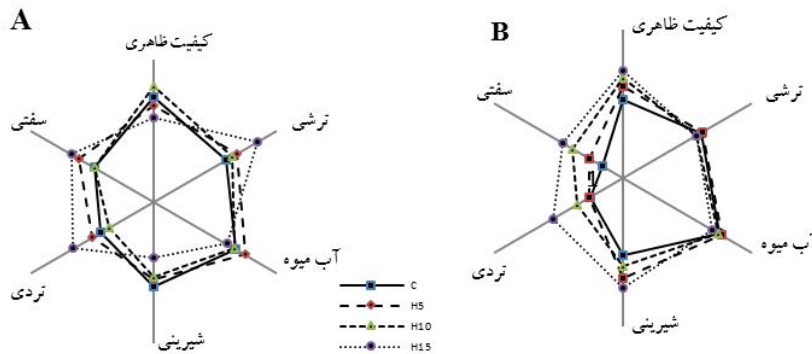 A
کیفیت ظاهری
ترشی
آب میوه
شیرینی
تردی
سفتی
B
کیفیت ظاهری
ترشی
آب میوه
شیرینی
تردی
سفتی
C
H5
H10
H15